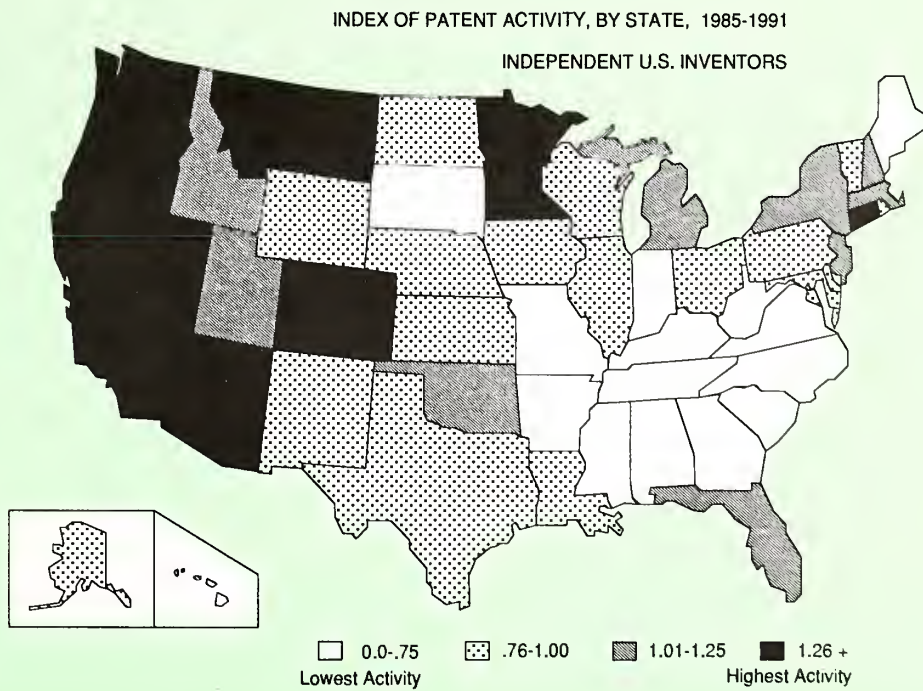 INDEX OF PATENT ACTIVITY, BY STATE, 1985-1991
INDEPENDENT U.S. INVENTORS
0.0-.75 .76-1.00 1.01-1.25 1.26 +
Lowest Activity Highest Activity